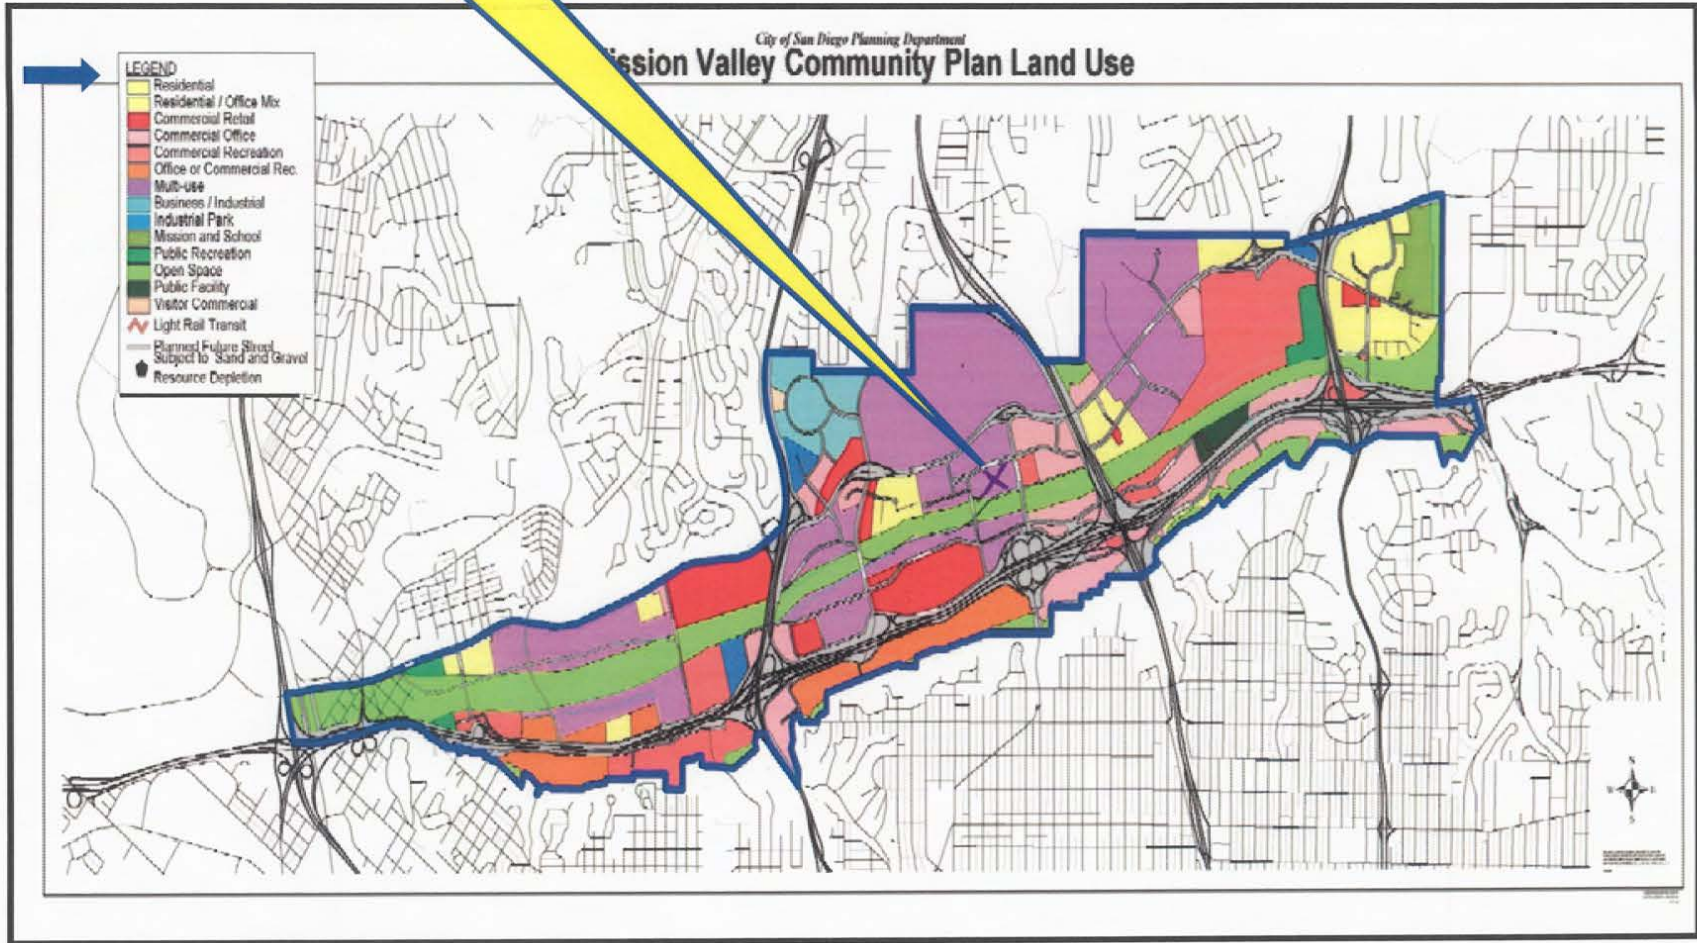 City of San Diego Planning Department
ission Valley Community Plan Land Use
LEGEND
Residential
Residential / Office Mix
Commercial Retail
Commercial Office
Commercial Recreation
Office or Commercial Rec.
Multi-use
Business / Industrial
Industrial Park
Mission and School
Public Recreation
Open Space
Public Facility
Visitor Commercial
Light Rail Transit
Planned Future Street
Subject to Sand and Gravel
Resource Depletion
N
W E
S